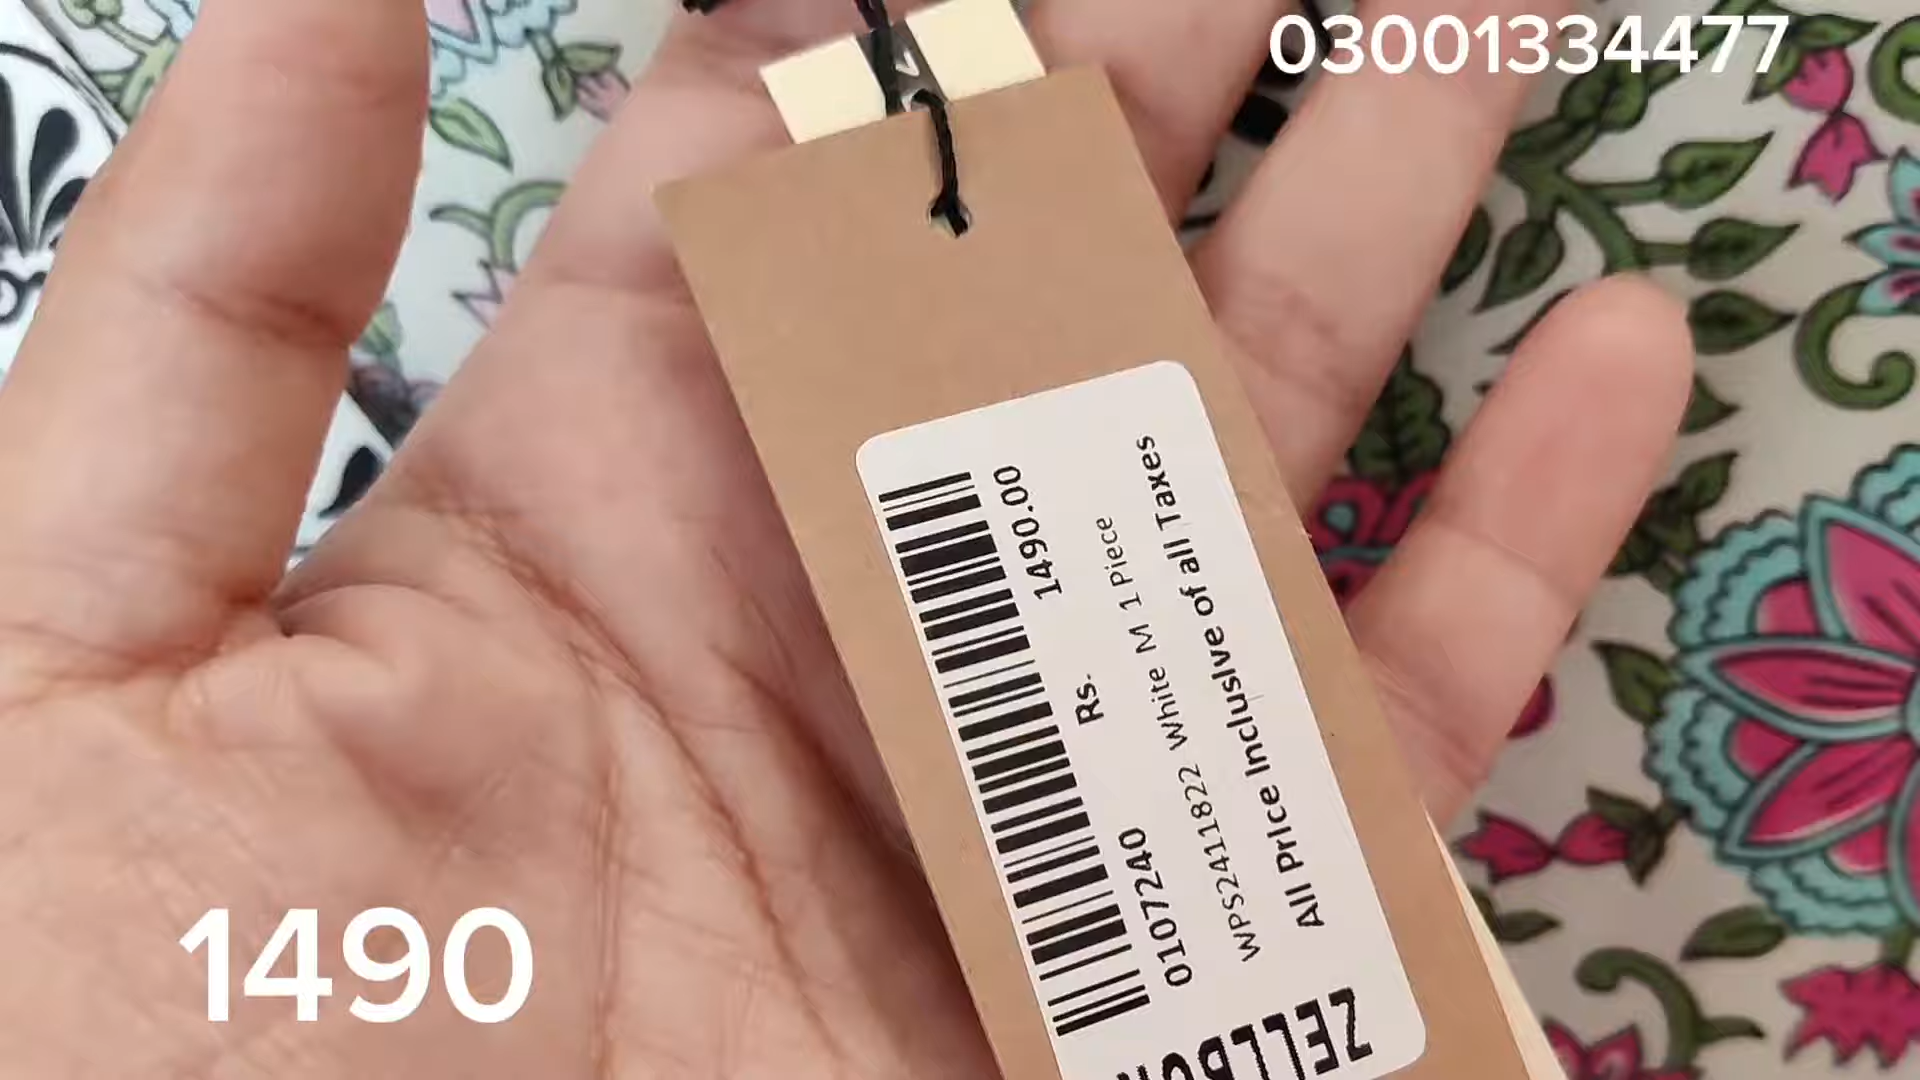 03001334477
1490.00
Rs.
0107240
WPS2411822 White M 1 Piece
All Price Inclusive of all Taxes
1490